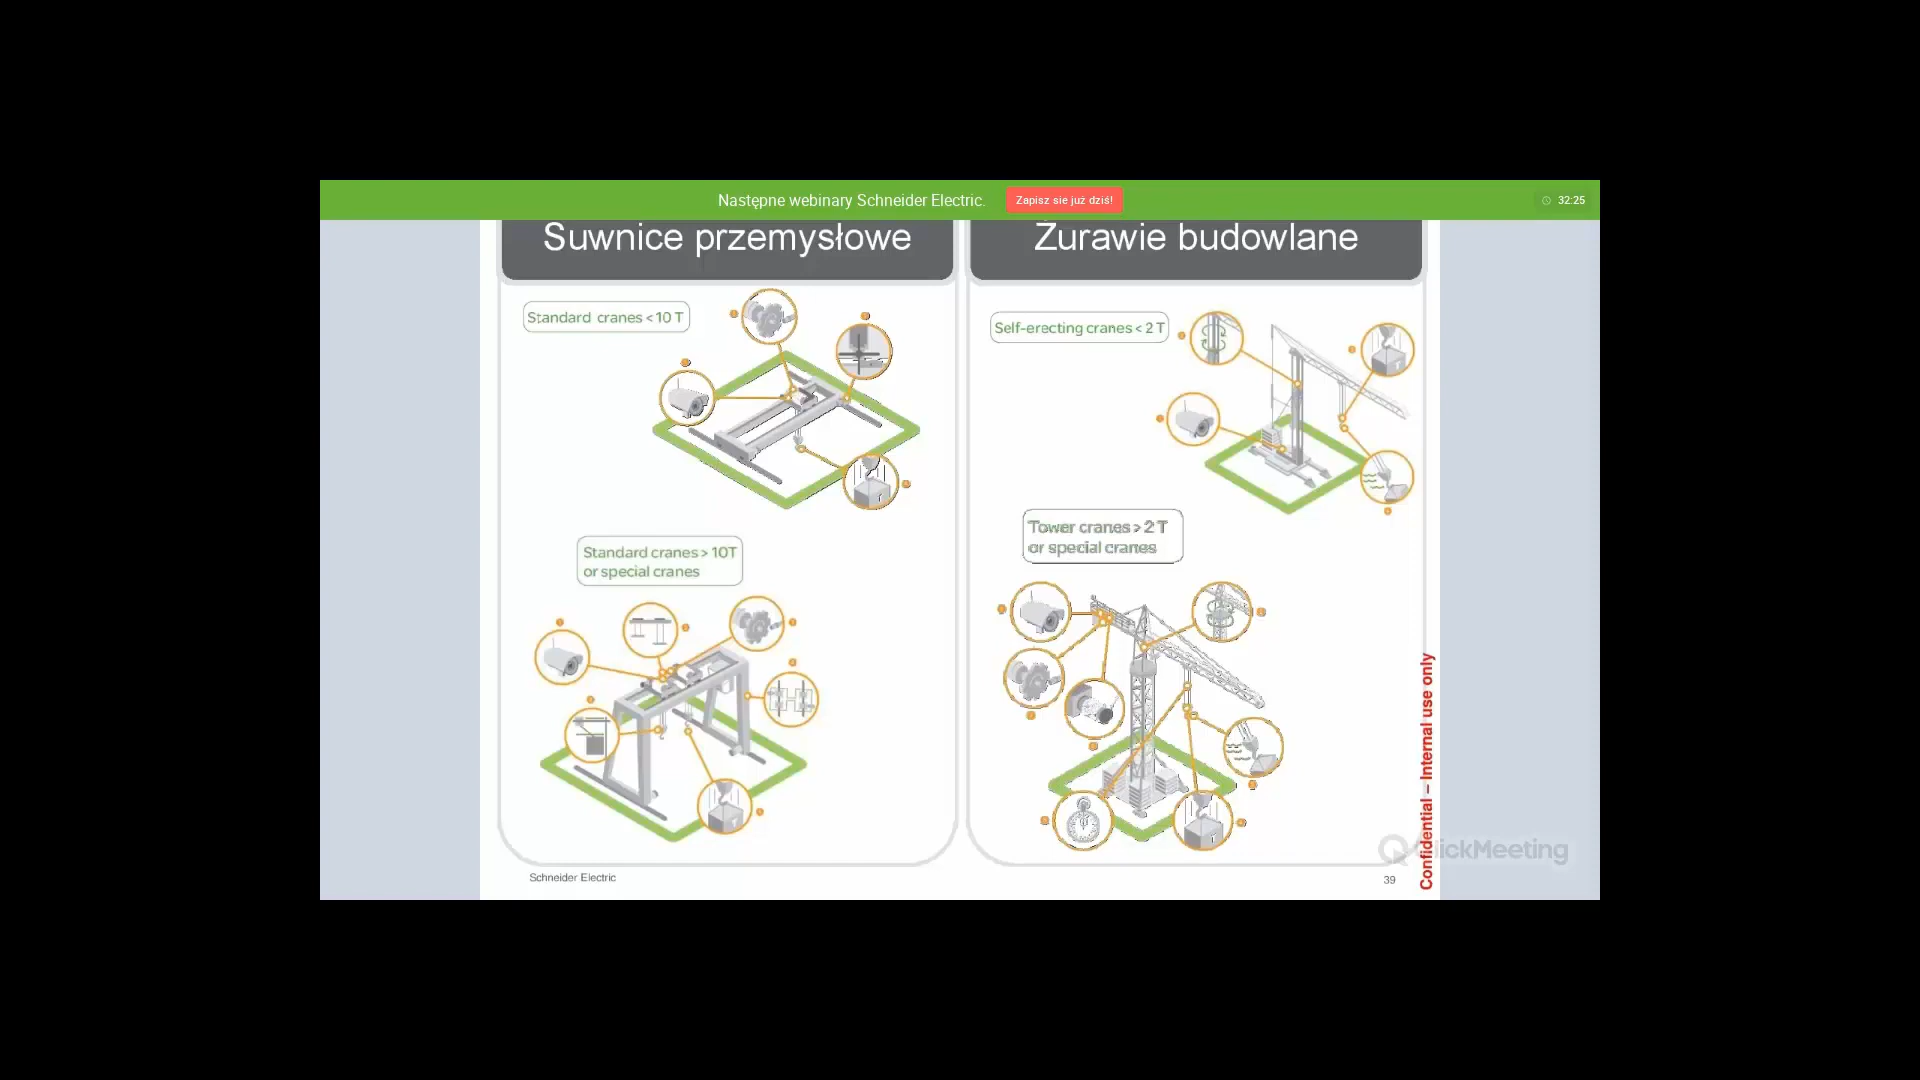 Następne webinary Schneider Electric.
Zapisz sie już dziś!
32:25
Suwnice przemysłowe
Żurawie budowlane
Standard cranes < 10 T
Self-erecting cranes < 2 T
Tower cranes > 2 T
or special cranes
Standard cranes > 10T
or special cranes
Confidential – Internal use only
ClickMeeting
Schneider Electric
39